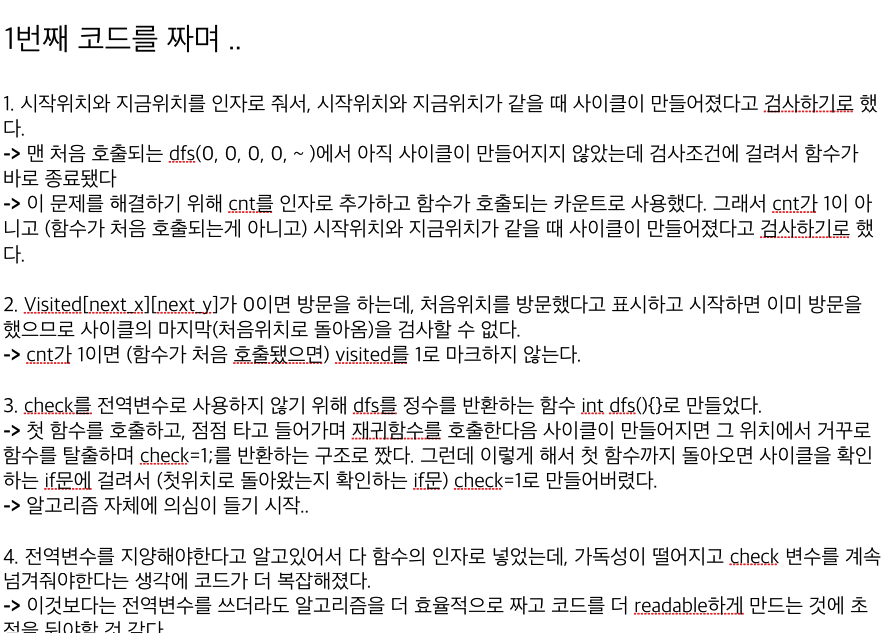 1번째 코드를 짜며 ..
1. 시작위치와 지금위치를 인자로 줘서, 시작위치와 지금위치가 같을 때 사이클이 만들어졌다고 검사하기로 했
다.
-> 맨 처음 호출되는 dfs(0, 0, 0, 0, ~ )에서 아직 사이클이 만들어지지 않았는데 검사조건에 걸려서 함수가
바로 종료됐다
-> 이 문제를 해결하기 위해 cnt를 인자로 추가하고 함수가 호출되는 카운트로 사용했다. 그래서 cnt가 1이 아
니고 (함수가 처음 호출되는게 아니고) 시작위치와 지금위치가 같을 때 사이클이 만들어졌다고 검사하기로 했
다.
2. Visited[next_x][next_y]가 0이면 방문을 하는데, 처음위치를 방문했다고 표시하고 시작하면 이미 방문을
했으므로 사이클의 마지막(처음위치로 돌아옴)을 검사할 수 없다.
-> cnt가 1이면 (함수가 처음 호출됐으면) visited를 1로 마크하지 않는다.
3. check를 전역변수로 사용하지 않기 위해 dfs를 정수를 반환하는 함수 int dfs(){}로 만들었다.
-> 첫 함수를 호출하고, 점점 타고 들어가며 재귀함수를 호출한다음 사이클이 만들어지면 그 위치에서 거꾸로
함수를 탈출하며 check=1;를 반환하는 구조로 짰다. 그런데 이렇게 해서 첫 함수까지 돌아오면 사이클을 확인
하는 if문에 걸려서 (첫위치로 돌아왔는지 확인하는 if문) check=1로 만들어버렸다.
-> 알고리즘 자체에 의심이 들기 시작..
4. 전역변수를 지양해야한다고 알고있어서 다 함수의 인자로 넣었는데, 가독성이 떨어지고 check 변수를 계속
넘겨줘야한다는 생각에 코드가 더 복잡해졌다.
-> 이것보다는 전역변수를 쓰더라도 알고리즘을 더 효율적으로 짜고 코드를 더 readable하게 만드는 것에 초
점을 둬야할 것 같다.